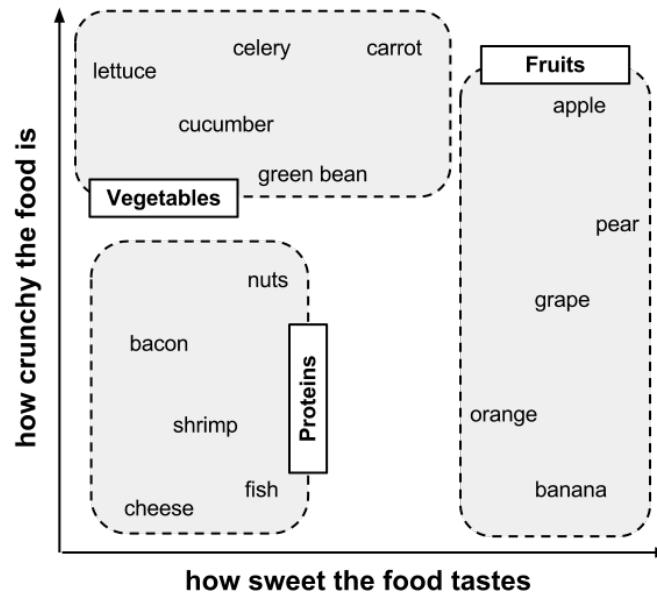 celery
carrot
lettuce
Fruits
apple
cucumber
green bean
Vegetables
pear
nuts
grape
bacon
Proteins
orange
shrimp
fish
banana
cheese
how crunchy the food is
how sweet the food tastes